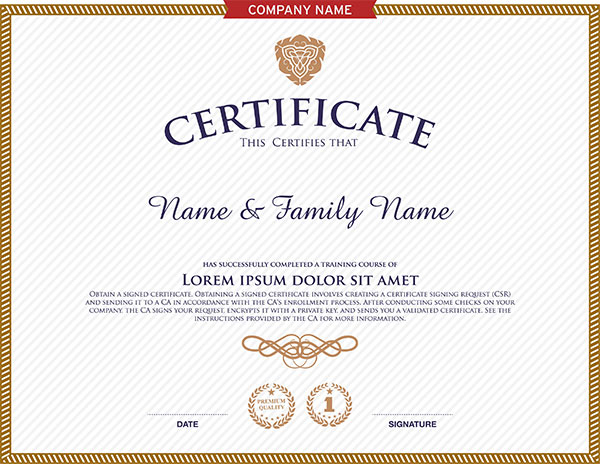 COMPANY NAME
CERTIFICATE
THIS CERTIFIES THAT
Name & Family Name
HAS SUCCESSFULLY COMPLETED A TRAINING COURSE OF
LOREM IPSUM DOLOR SIT AMET
OBTAIN A SIGNED CERTIFICATE. OBTAINING A SIGNED CERTIFICATE INVOLVES CREATING A CERTIFICATE SIGNING REQUEST (CSR)
AND SENDING IT TO A CA IN ACCORDANCE WITH THE CA'S ENROLLMENT PROCESS. AFTER CONDUCTING SOME CHECKS ON YOUR
COMPANY, THE CA SIGNS YOUR REQUEST, ENCRYPTS IT WITH A PRIVATE KEY, AND SENDS YOU A VALIDATED CERTIFICATE. SEE THE
INSTRUCTIONS PROVIDED BY THE CA FOR MORE INFORMATION.
PREMIUM
QUALITY
1
DATE
SIGNATURE